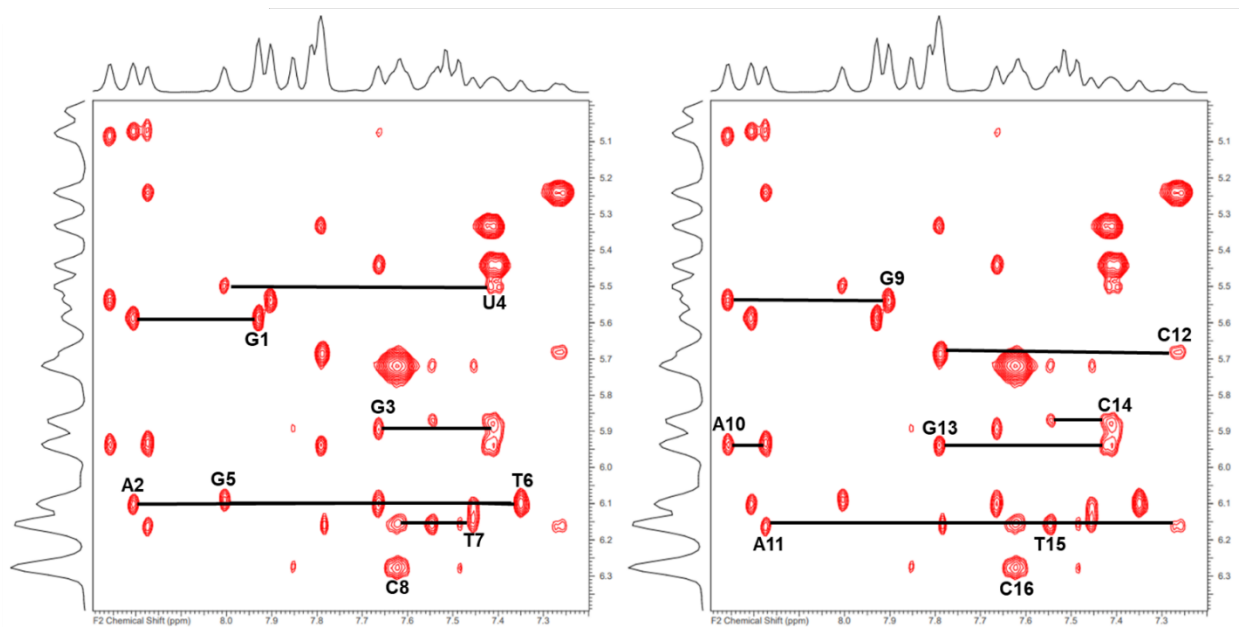 5.1 5.1
5.2 5.2
5.3 5.3
5.4 5.4
G9
U4 5.5 5.5
G1 5.6 C12 5.6
5.7 5.7
5.8 5.8
G3 C14
5.9 A10 G13 5.9
6.0 6.0
A2 G5 T6
6.1 6.1
T7 A11 T15
6.2 6.2
C8 6.3 C16 6.3
F2 Chemical Shift (ppm) 8.0 7.9 7.8 7.7 7.6 7.5 7.4 7.3 F2 Chemical Shift (ppm) 8.0 7.9 7.8 7.7 7.6 7.5 7.4 7.3